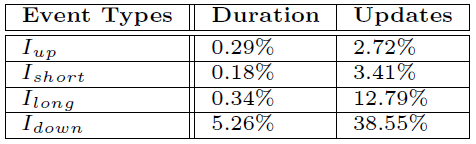 Event Types Duration Updates
I_up 0.29% 2.72%
I_short 0.18% 3.41%
I_long 0.34% 12.79%
I_down 5.26% 38.55%